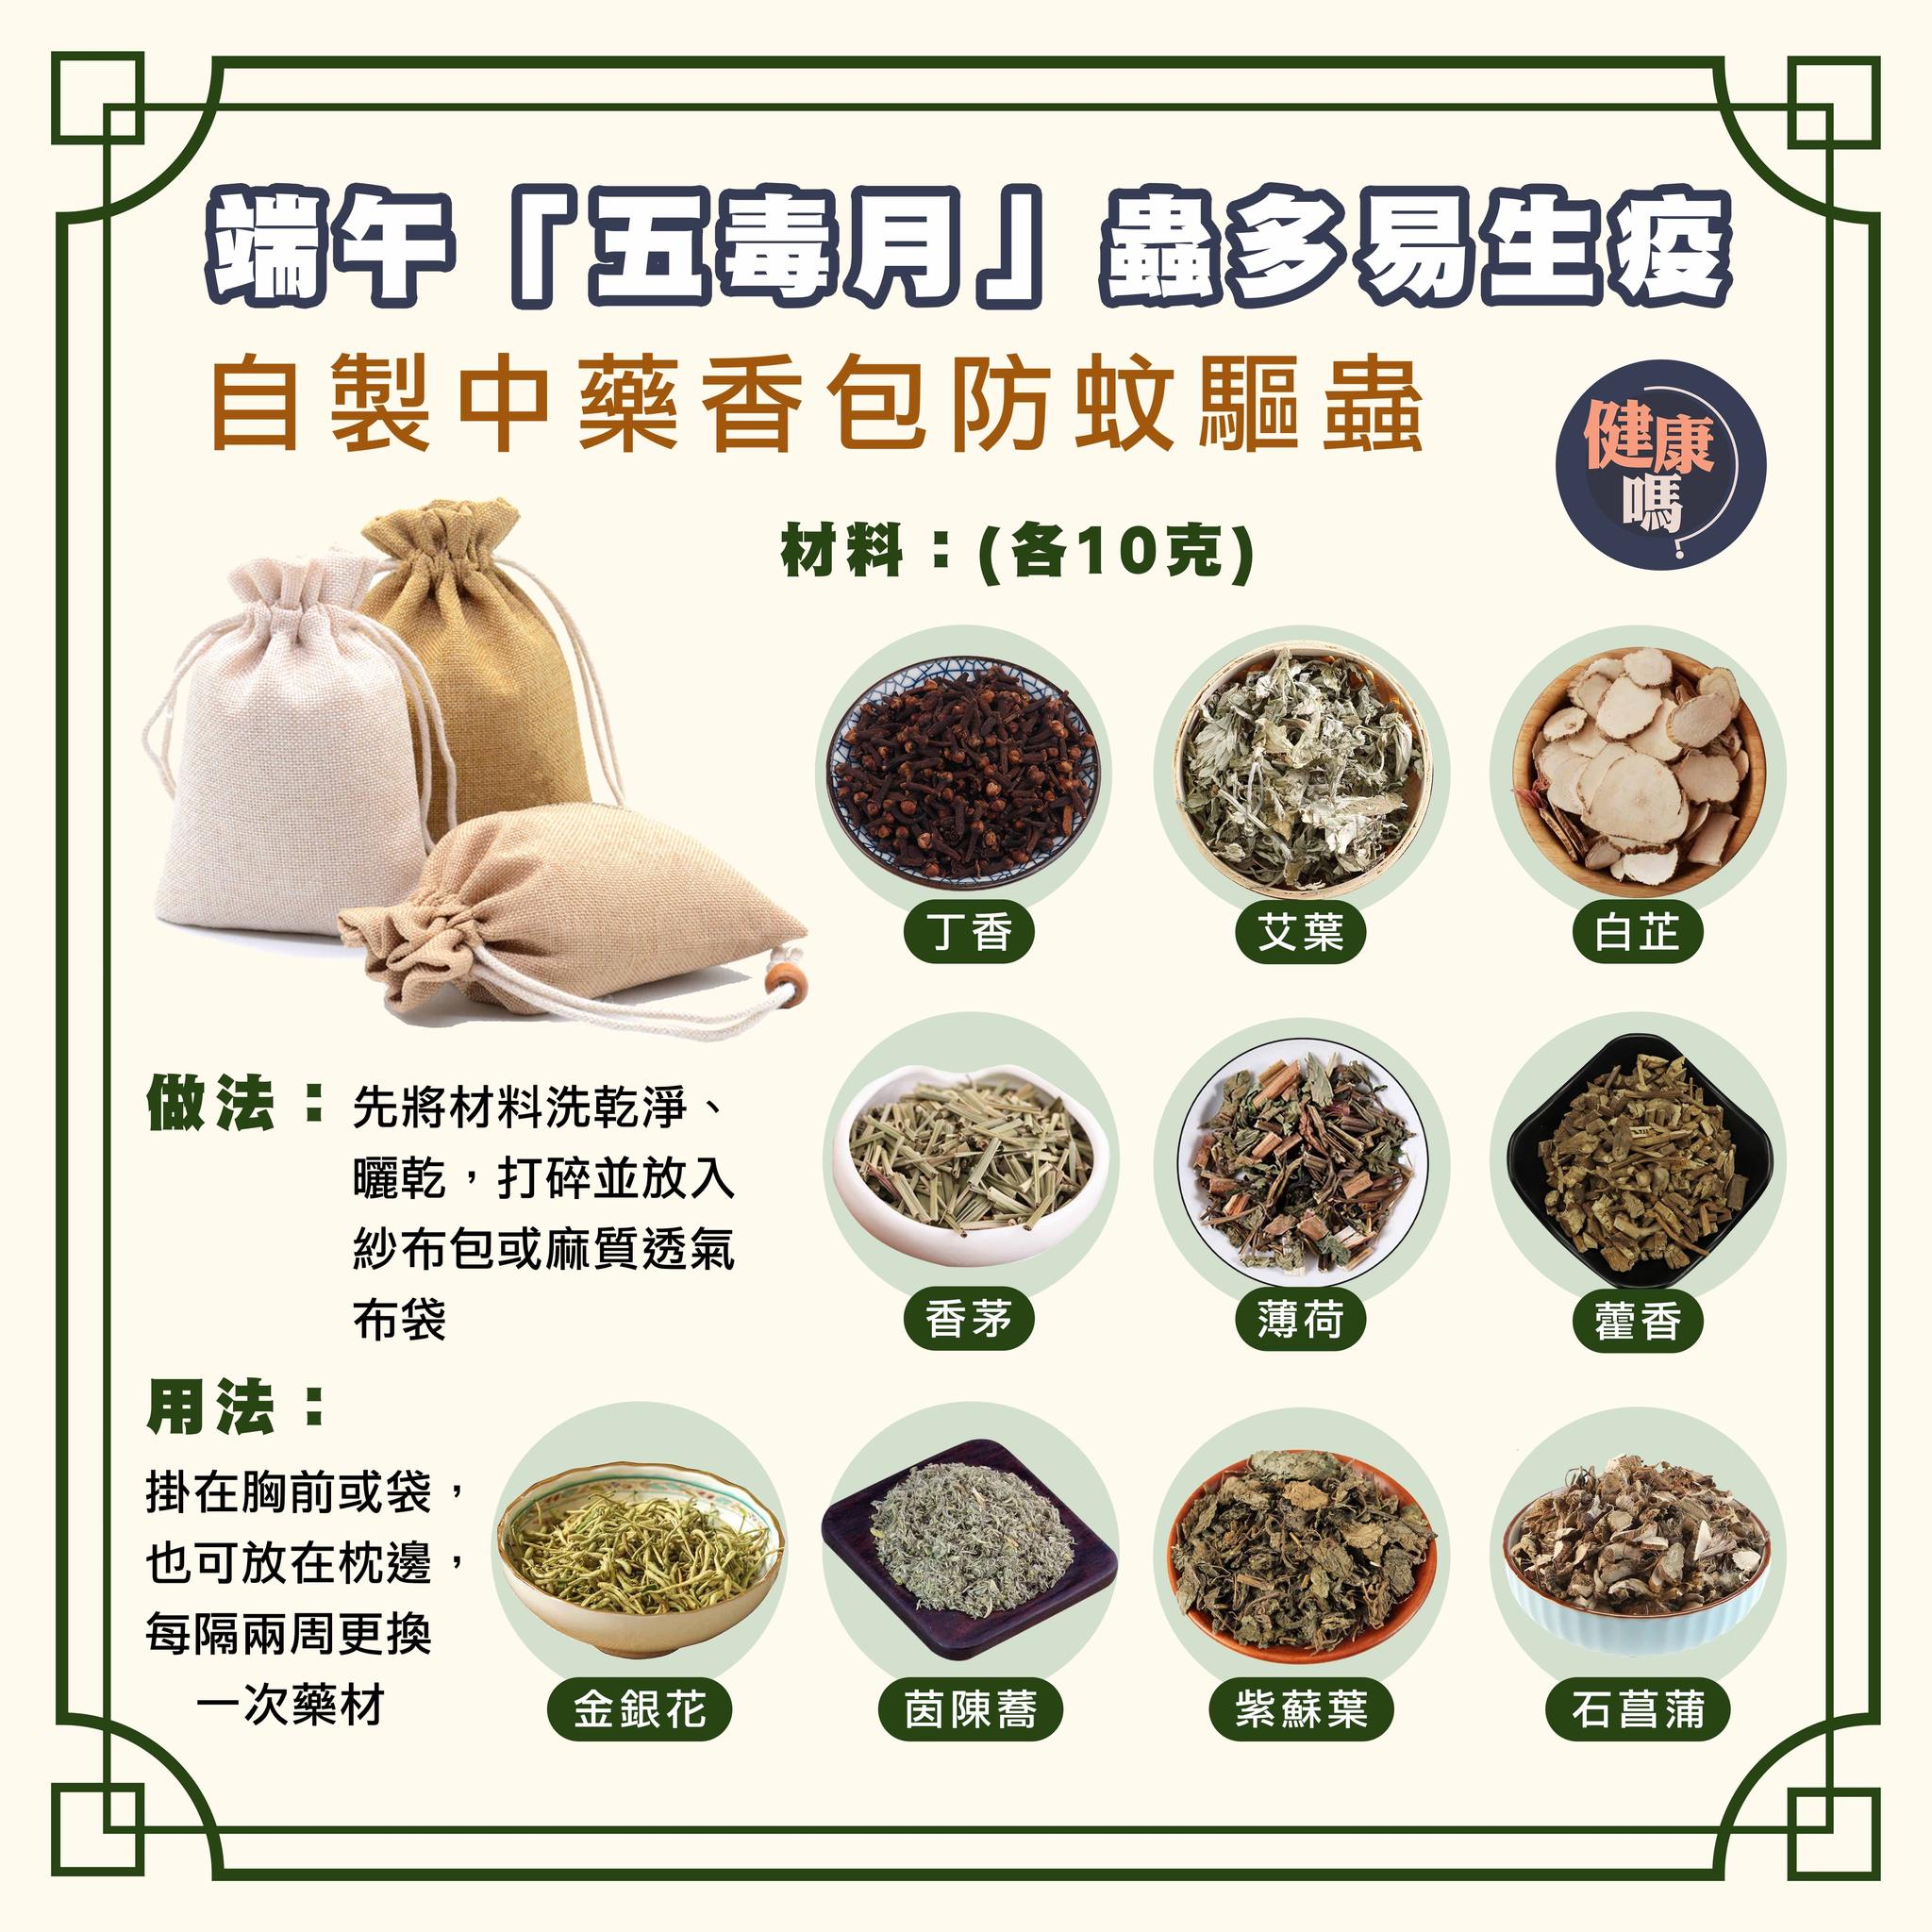 端午「五毒月」蟲多易生疫
自製中藥香包防蚊驅蟲
健康
嗎?
材料：(各10克)
丁香
艾葉
白芷
做法：先將材料洗乾淨、
曬乾，打碎並放入
紗布包或麻質透氣
布袋
香茅
薄荷
藿香
用法：
掛在胸前或袋，
也可放在枕邊，
每隔兩周更換
一次藥材
金銀花
茵陳蕎
紫蘇葉
石菖蒲